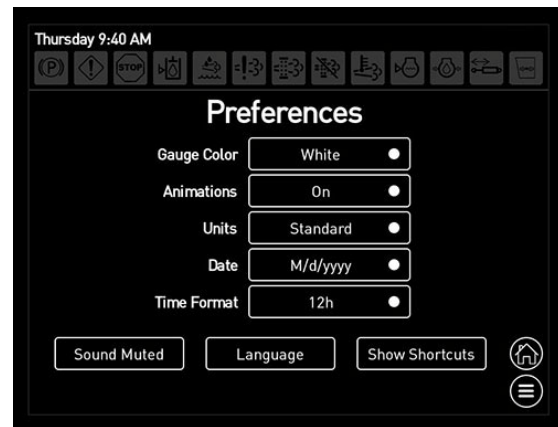 Thursday 9:40 AM
P
STOP
Preferences
Gauge Color White
Animations On
Units Standard
Date M/d/yyyy
Time Format 12h
Sound Muted Language Show Shortcuts